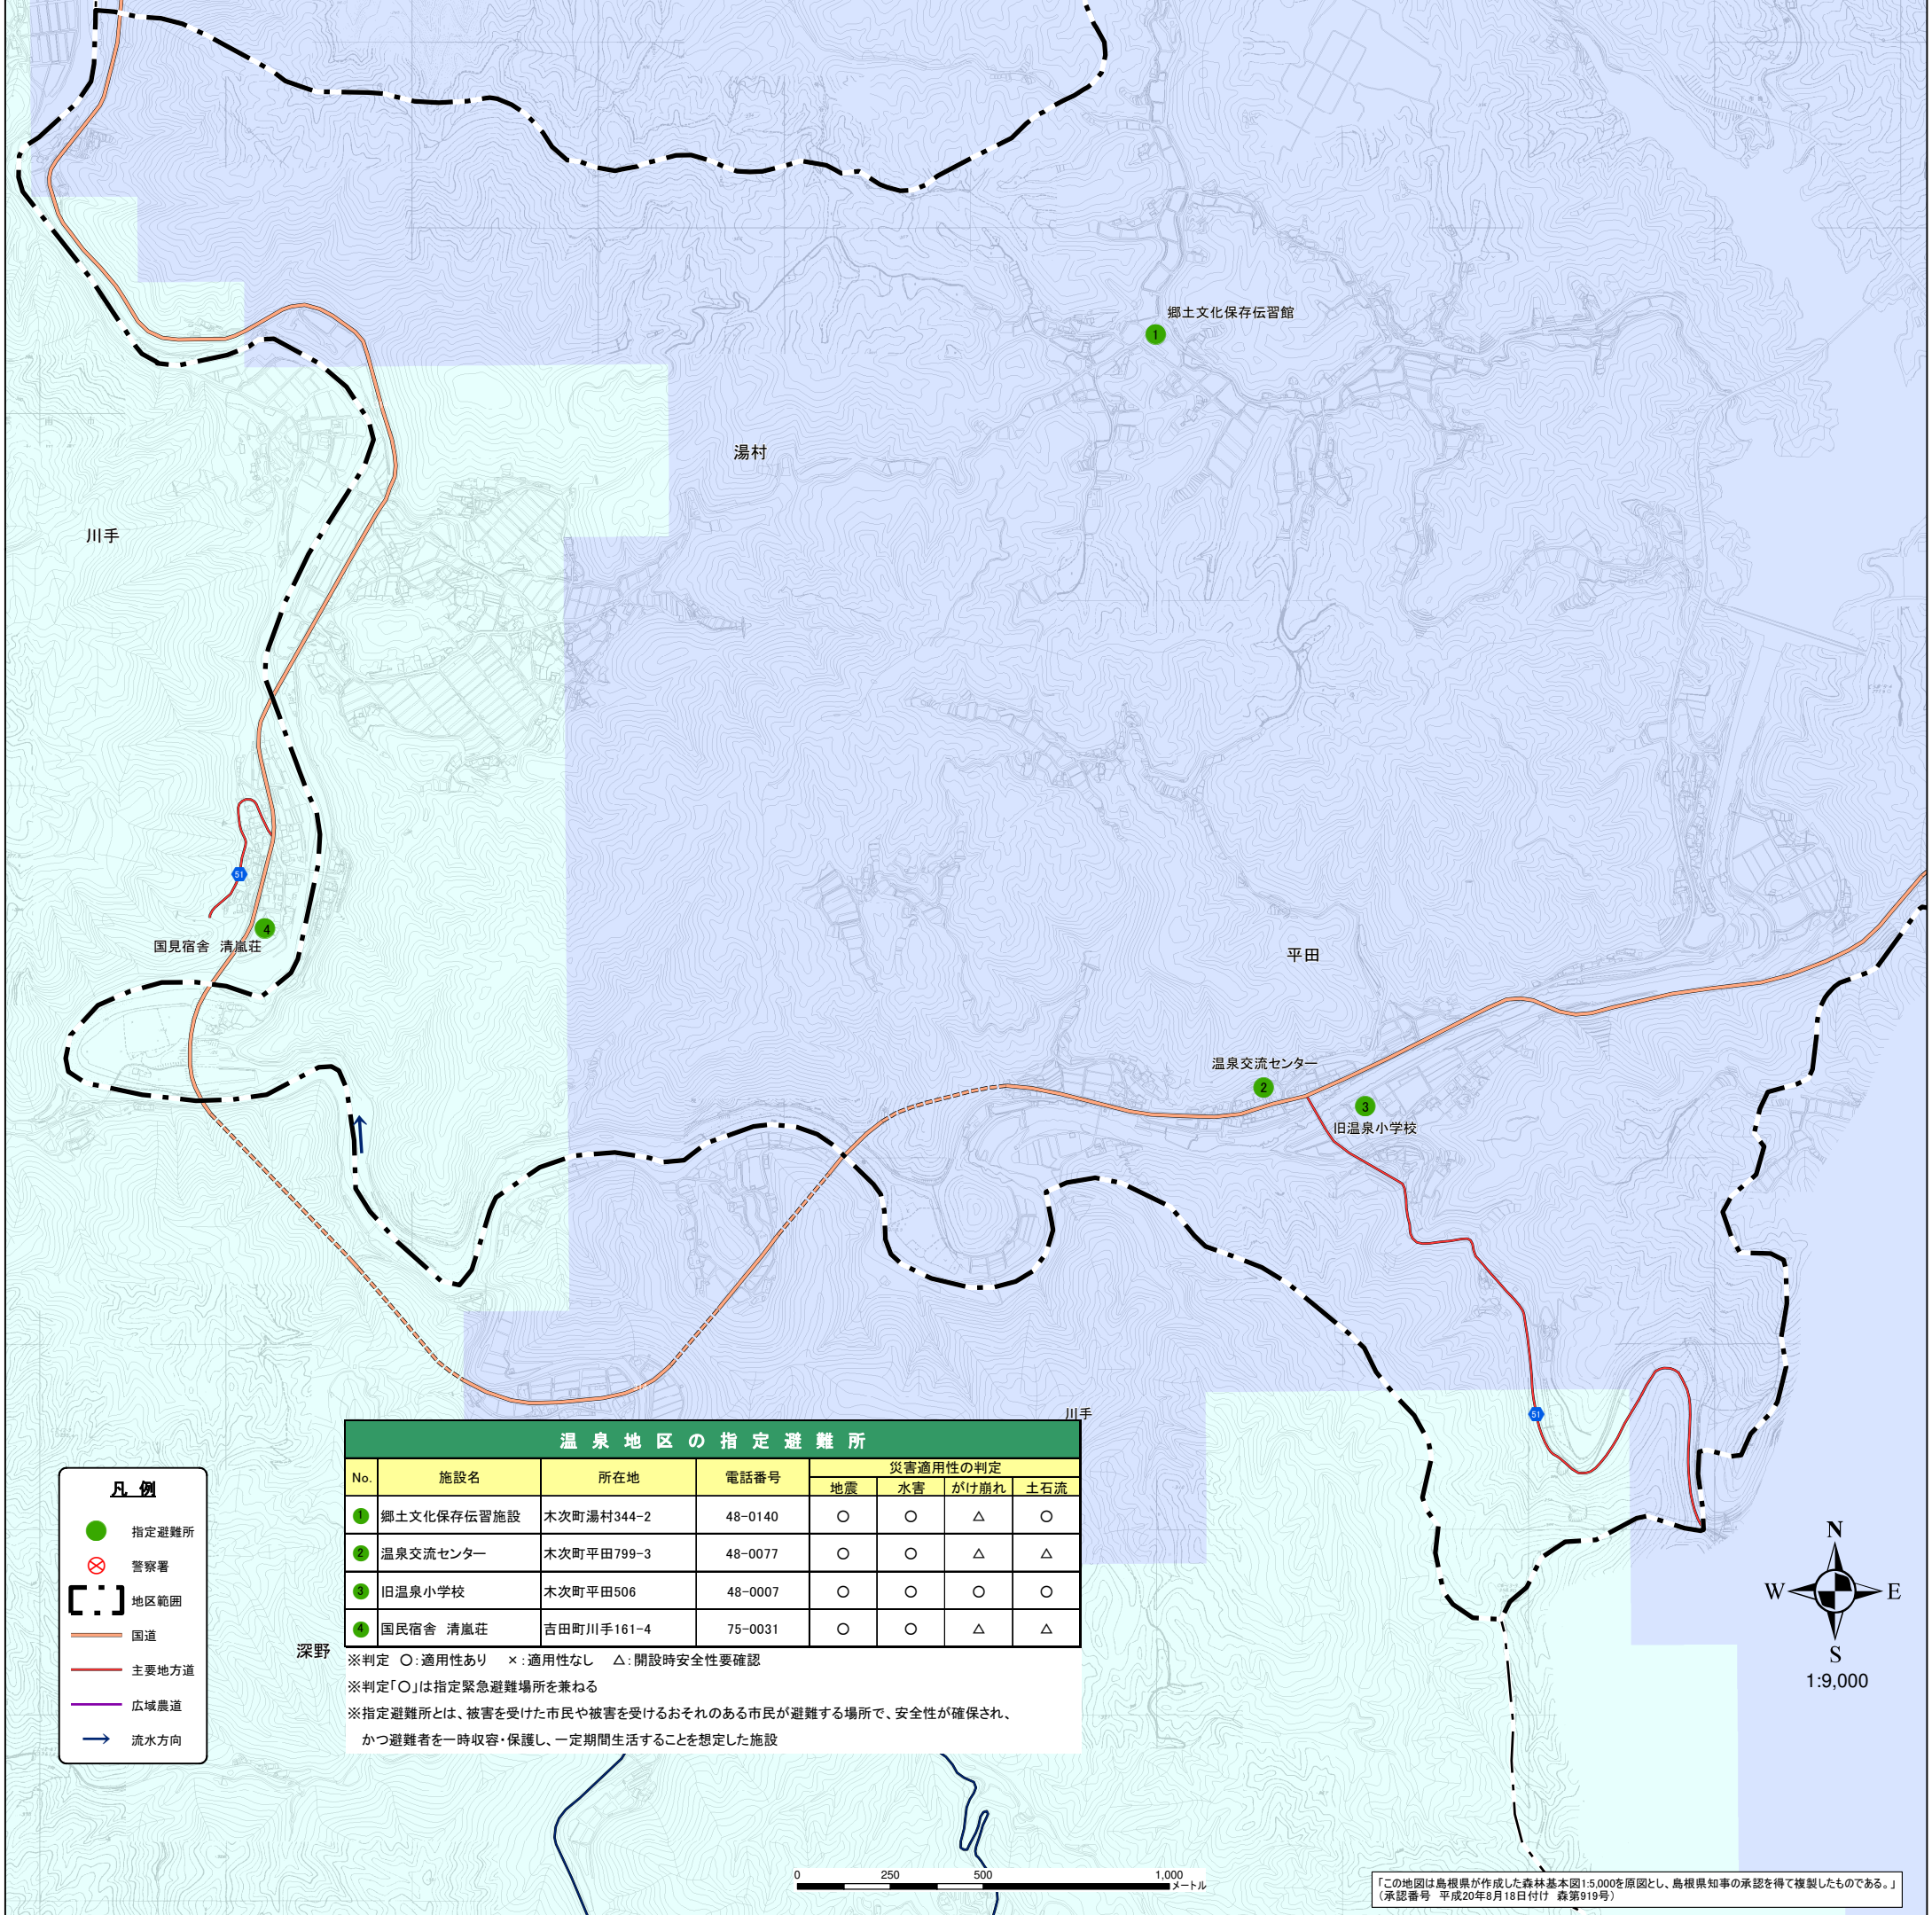 郷土文化保存伝習館
1
湯村
川手
51
4
国見宿舎　清嵐荘
平田
温泉交流センター
2
3
旧温泉小学校
51
川手
温泉地区の指定避難所
No. 施設名 所在地 電話番号 災害適用性の判定
地震 水害 がけ崩れ 土石流
1 郷土文化保存伝習施設 木次町湯村344-2 48-0140 ○ ○ △ ○
2 温泉交流センター 木次町平田799-3 48-0077 ○ ○ △ △
3 旧温泉小学校 木次町平田506 48-0007 ○ ○ ○ ○
4 国民宿舎　清嵐荘 吉田町川手161-4 75-0031 ○ ○ △ △
※判定　○：適用性あり　×：適用性なし　△：開設時安全性要確認
※判定「○」は指定緊急避難場所を兼ねる
※指定避難所とは、被害を受けた市民や被害を受けるおそれのある市民が避難する場所で、安全性が確保され、
かつ避難者を一時収容・保護し、一定期間生活することを想定した施設
深野
凡例
指定避難所
警察署
地区範囲
国道
主要地方道
広域農道
流水方向
N
W E
S
1:9,000
0 250 500 1,000
メートル
「この地図は島根県が作成した森林基本図1:5,000を原図とし、島根県知事の承認を得て複製したものである。」
（承認番号　平成20年8月18日付け　森第919号）